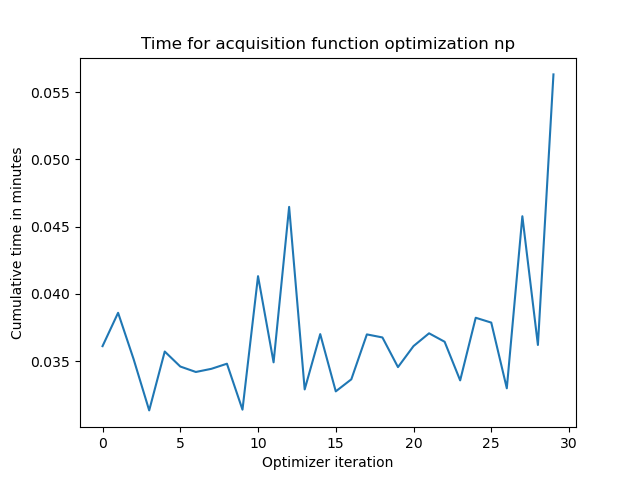 Time for acquisition function optimization np
Cumulative time in minutes
0.055
0.050
0.045
0.040
0.035
0 5 10 15 20 25 30
Optimizer iteration